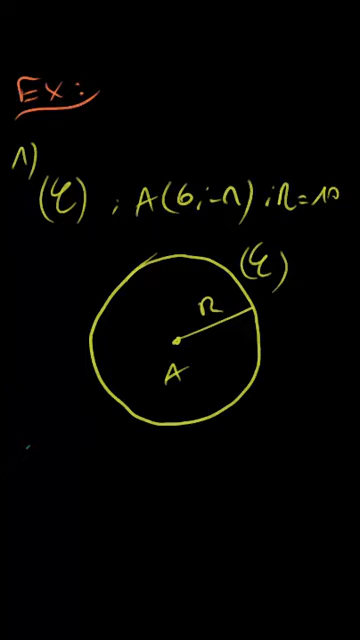 Ex:
1)
(ℰ) ; A(6;-1) ; R=10
(ℰ)
R
A